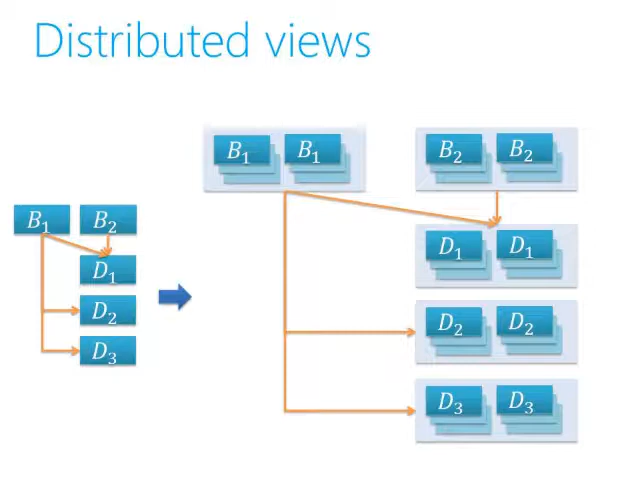 Distributed views
B₁ B₁
B₂ B₂
B₁ B₂
D₁ D₁
D₁
D₂
D₂ D₂
D₃
D₃ D₃